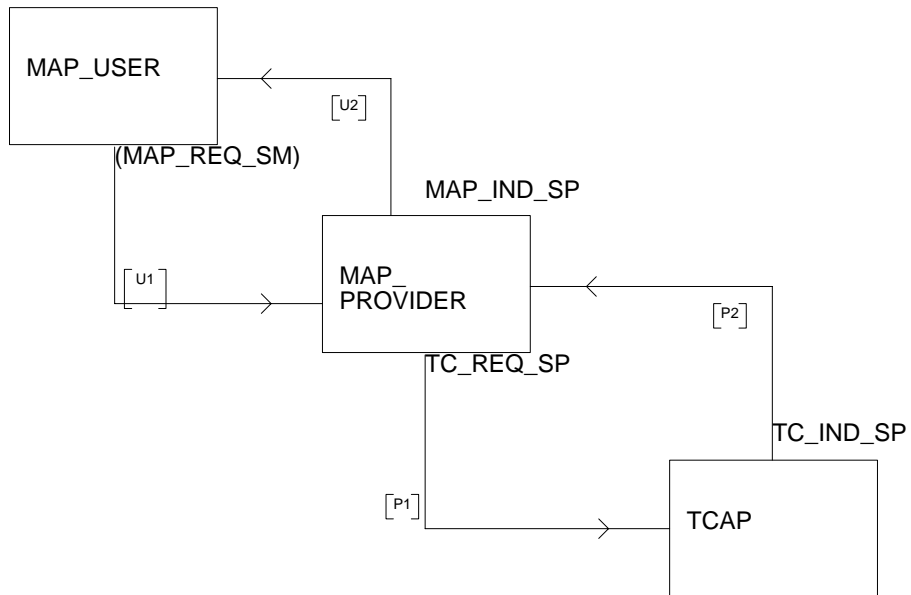 MAP_USER
[U2]
(MAP_REQ_SM)
MAP_IND_SP
[U1]
MAP_
PROVIDER
[P2]
TC_REQ_SP
TC_IND_SP
[P1]
TCAP